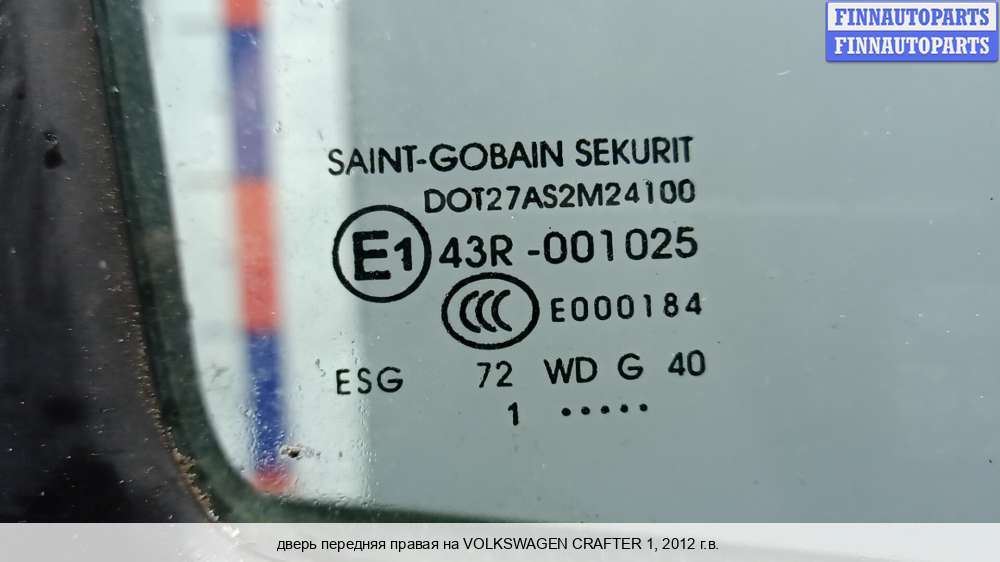 FINNAUTOPARTS
FINNAUTOPARTS
SAINT-GOBAIN SEKURIT
DOT27AS2M24100
E1 43R -001025
CCC E000184
ESG 72 WD G 40
1 •••••
дверь передняя правая на VOLKSWAGEN CRAFTER 1, 2012 г.в.